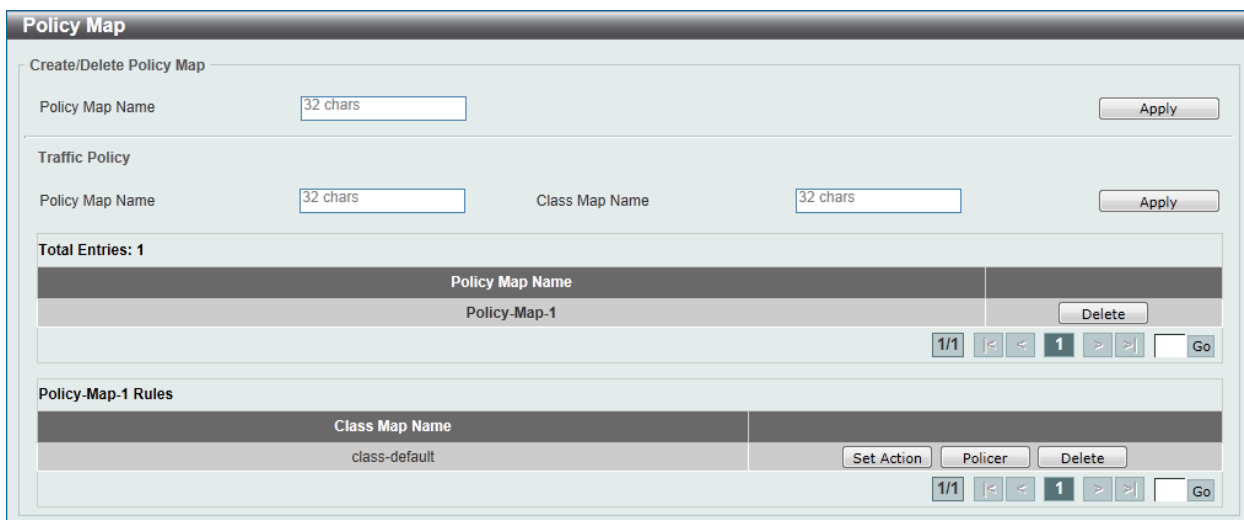 Policy Map
Create/Delete Policy Map
Policy Map Name 32 chars Apply
Traffic Policy
Policy Map Name 32 chars Class Map Name 32 chars Apply
Total Entries: 1
Policy Map Name
Policy-Map-1 Delete
1/1 |< < 1 > >| Go
Policy-Map-1 Rules
Class Map Name
class-default Set Action Policer Delete
1/1 |< < 1 > >| Go